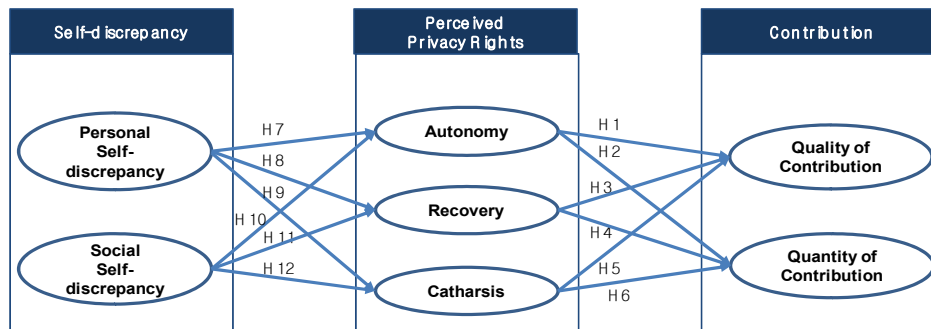 Self-discrepancy
Perceived
Privacy Rights
Contribution
Personal
Self-
discrepancy
Social
Self-
discrepancy
H7
H8
H9
H10
H11
H12
Autonomy
Recovery
Catharsis
H1
H2
H3
H4
H5
H6
Quality of
Contribution
Quantity of
Contribution